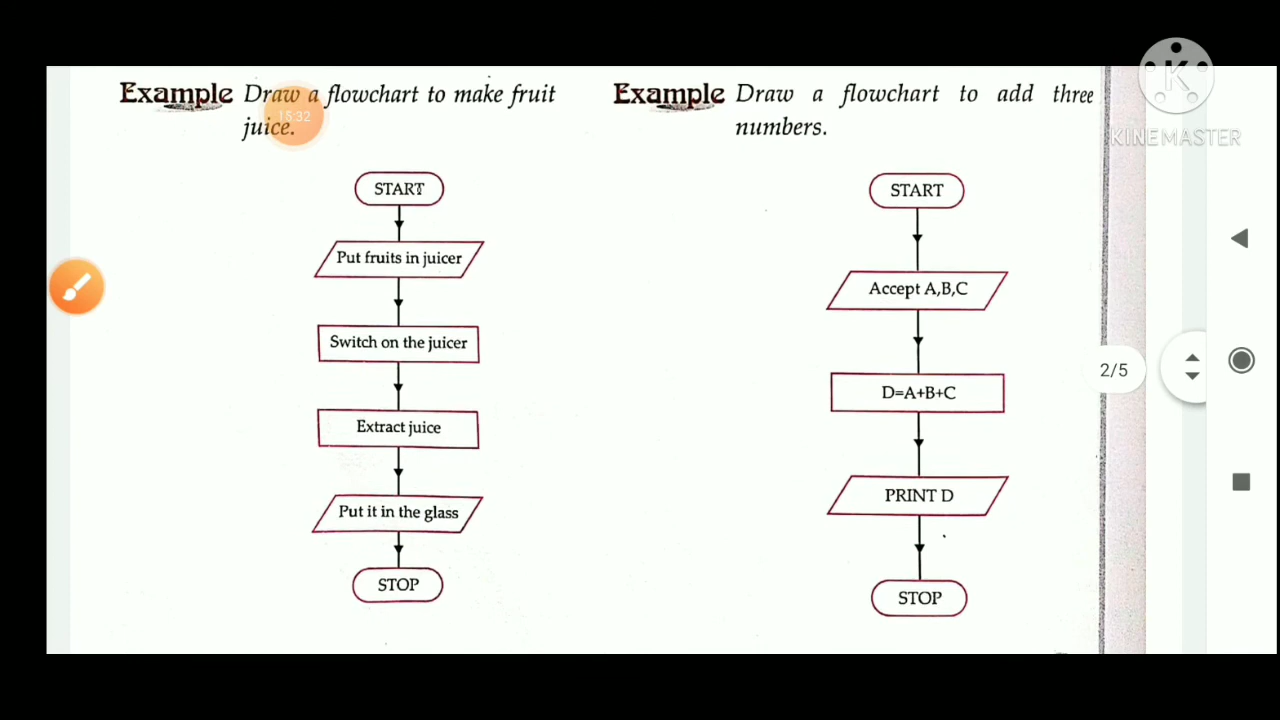 Example Draw a flowchart to make fruit
juice.
15:32
START
Put fruits in juicer
Switch on the juicer
Extract juice
Put it in the glass
STOP
Example Draw a flowchart to add three
numbers.
START
Accept A,B,C
D=A+B+C
PRINT D
STOP
K
KINEMASTER
2/5